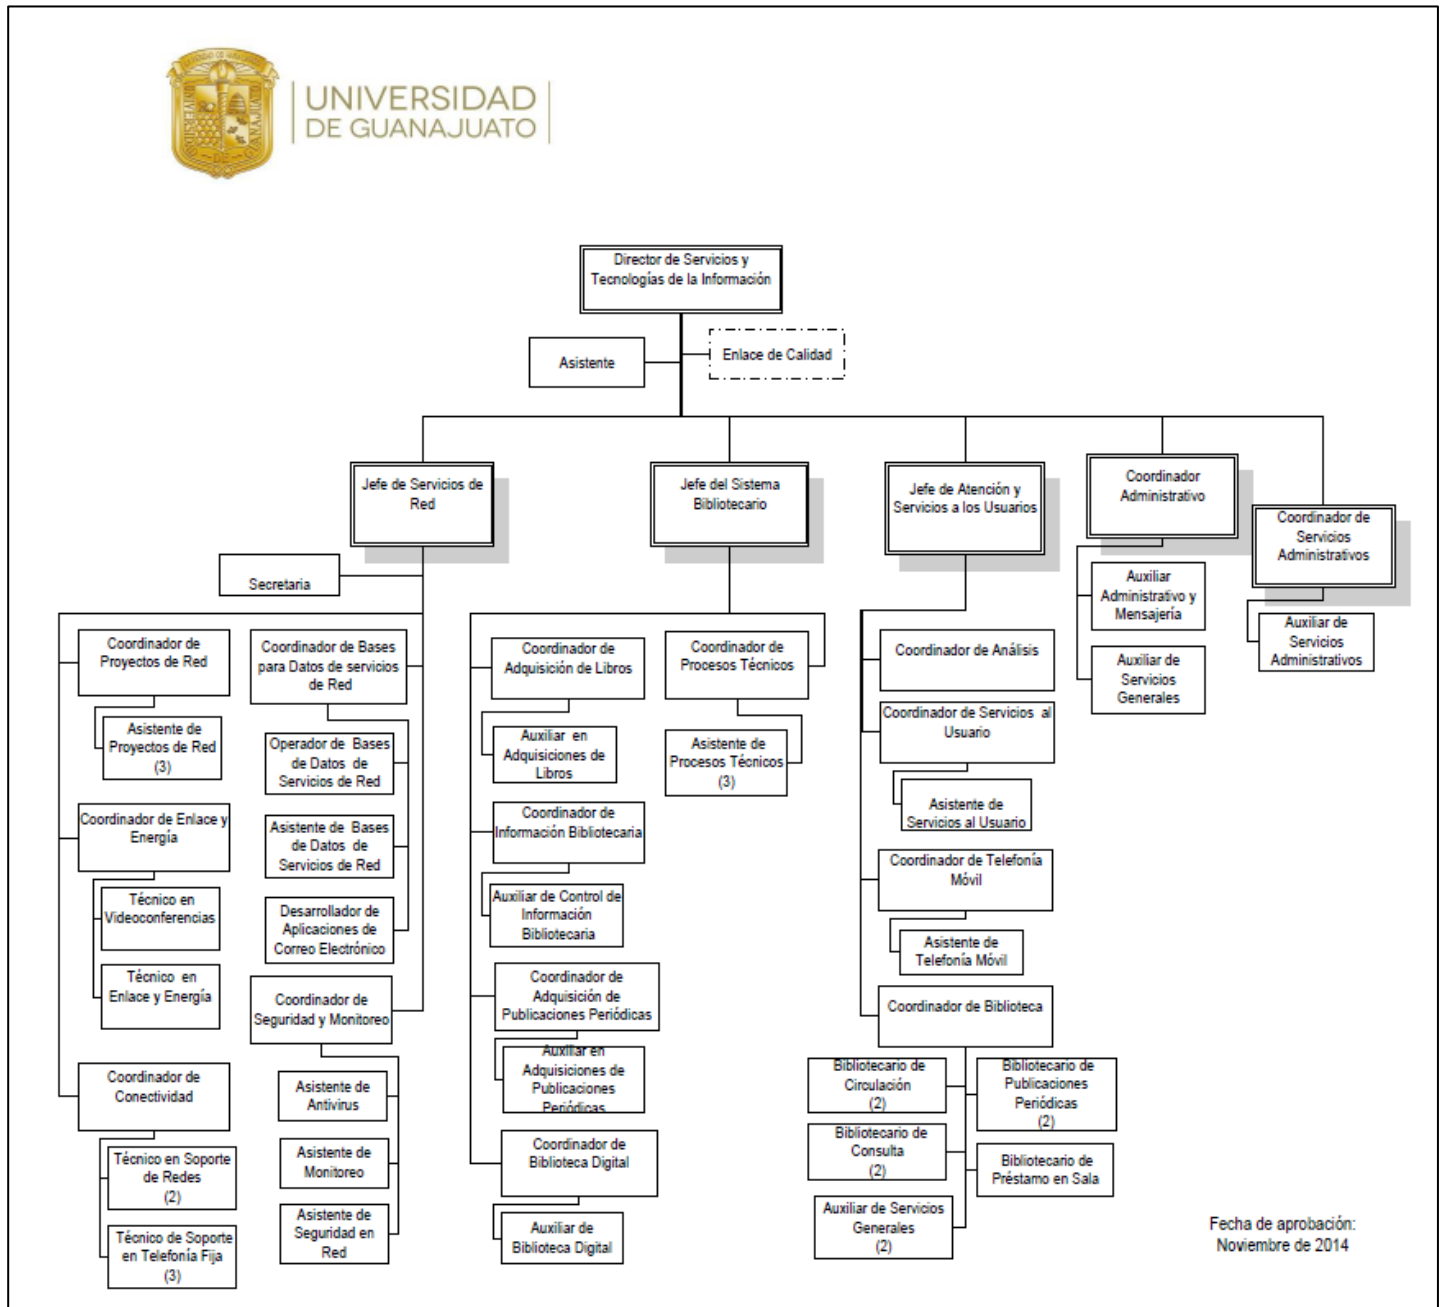 UNIVERSIDAD
DE GUANAJUATO
Director de Servicios y
Tecnologías de la Información
Asistente
Enlace de Calidad
Jefe de Servicios de
Red
Jefe del Sistema
Bibliotecario
Jefe de Atención y
Servicios a los Usuarios
Coordinador
Administrativo
Coordinador de
Servicios
Administrativos
Secretaria
Auxiliar
Administrativo y
Mensajería
Auxiliar de
Servicios
Generales
Auxiliar de
Servicios
Administrativos
Coordinador de
Proyectos de Red
Asistente de
Proyectos de Red
(3)
Coordinador de Enlace y
Energía
Técnico en
Videoconferencias
Técnico en
Enlace y Energía
Coordinador de
Conectividad
Técnico en Soporte
de Redes
(2)
Técnico de Soporte
en Telefonía Fija
(3)
Coordinador de Bases
para Datos de servicios
de Red
Operador de Bases
de Datos de
Servicios de Red
Asistente de Bases
de Datos de
Servicios de Red
Desarrollador de
Aplicaciones de
Correo Electrónico
Coordinador de
Seguridad y Monitoreo
Asistente de
Antivirus
Asistente de
Monitoreo
Asistente de
Seguridad en
Red
Coordinador de
Adquisición de Libros
Auxiliar en
Adquisiciones de
Libros
Coordinador de
Información Bibliotecaria
Auxiliar de Control de
Información
Bibliotecaria
Coordinador de
Adquisición de
Publicaciones Periódicas
Auxiliar en
Adquisiciones de
Publicaciones
Periódicas
Coordinador de
Biblioteca Digital
Auxiliar de
Biblioteca Digital
Coordinador de
Procesos Técnicos
Asistente de
Procesos Técnicos
(3)
Coordinador de Análisis
Coordinador de Servicios al
Usuario
Asistente de
Servicios al Usuario
Coordinador de Telefonía
Móvil
Asistente de
Telefonía Móvil
Coordinador de Biblioteca
Bibliotecario de
Circulación
(2)
Bibliotecario de
Publicaciones
Periódicas
(2)
Bibliotecario de
Consulta
(2)
Bibliotecario de
Préstamo en Sala
Auxiliar de Servicios
Generales
(2)
Fecha de aprobación:
Noviembre de 2014